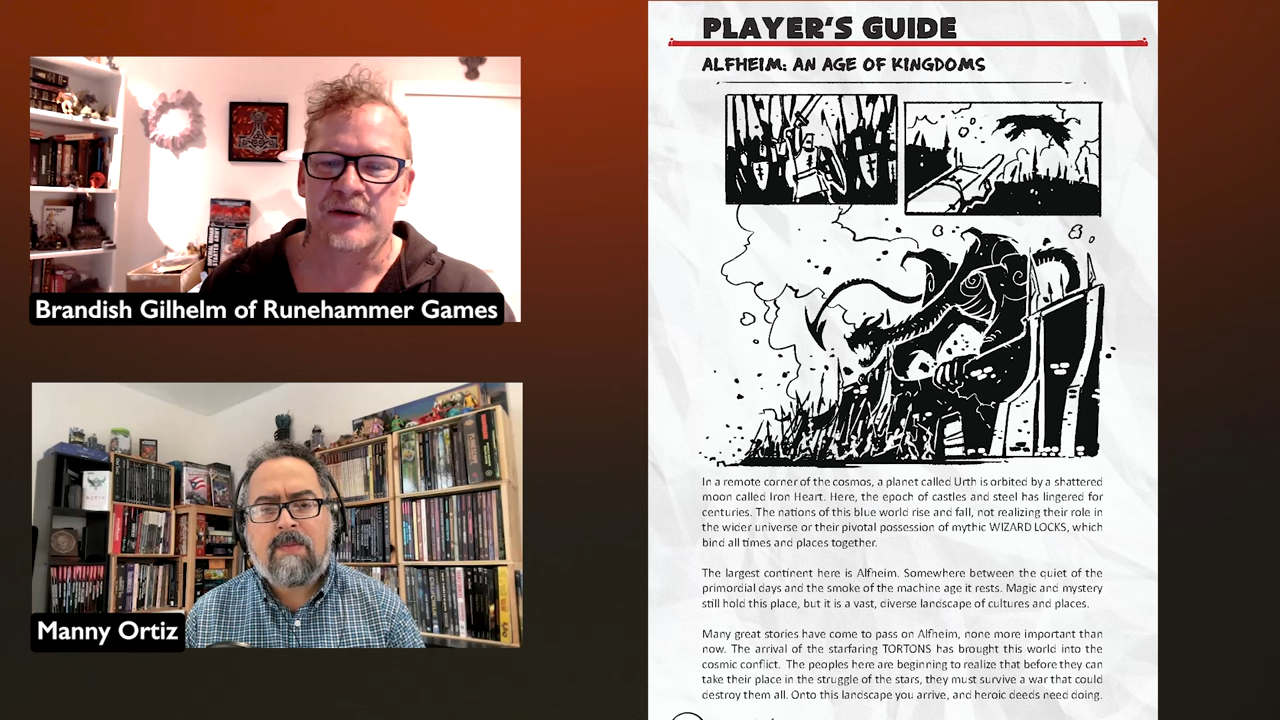 Brandish Gilhelm of Runehammer Games
Manny Ortiz
PLAYER'S GUIDE
ALFHEIM: AN AGE OF KINGDOMS
In a remote corner of the cosmos, a planet called Urth is orbited by a shattered
moon called Iron Heart. Here, the epoch of castles and steel has lingered for
centuries. The nations of this blue world rise and fall, not realizing their role in
the wider universe or their pivotal possession of mythic WIZARD LOCKS, which
bind all times and places together.
The largest continent here is Alfheim. Somewhere between the quiet of the
primordial days and the smoke of the machine age it rests. Magic and mystery
still hold this place, but it is a vast, diverse landscape of cultures and places.
Many great stories have come to pass on Alfheim, none more important than
now. The arrival of the starfaring TORTONS has brought this world into the
cosmic conflict. The peoples here are beginning to realize that before they can
take their place in the struggle of the stars, they must survive a war that could
destroy them all. Onto this landscape you arrive, and heroic deeds need doing.